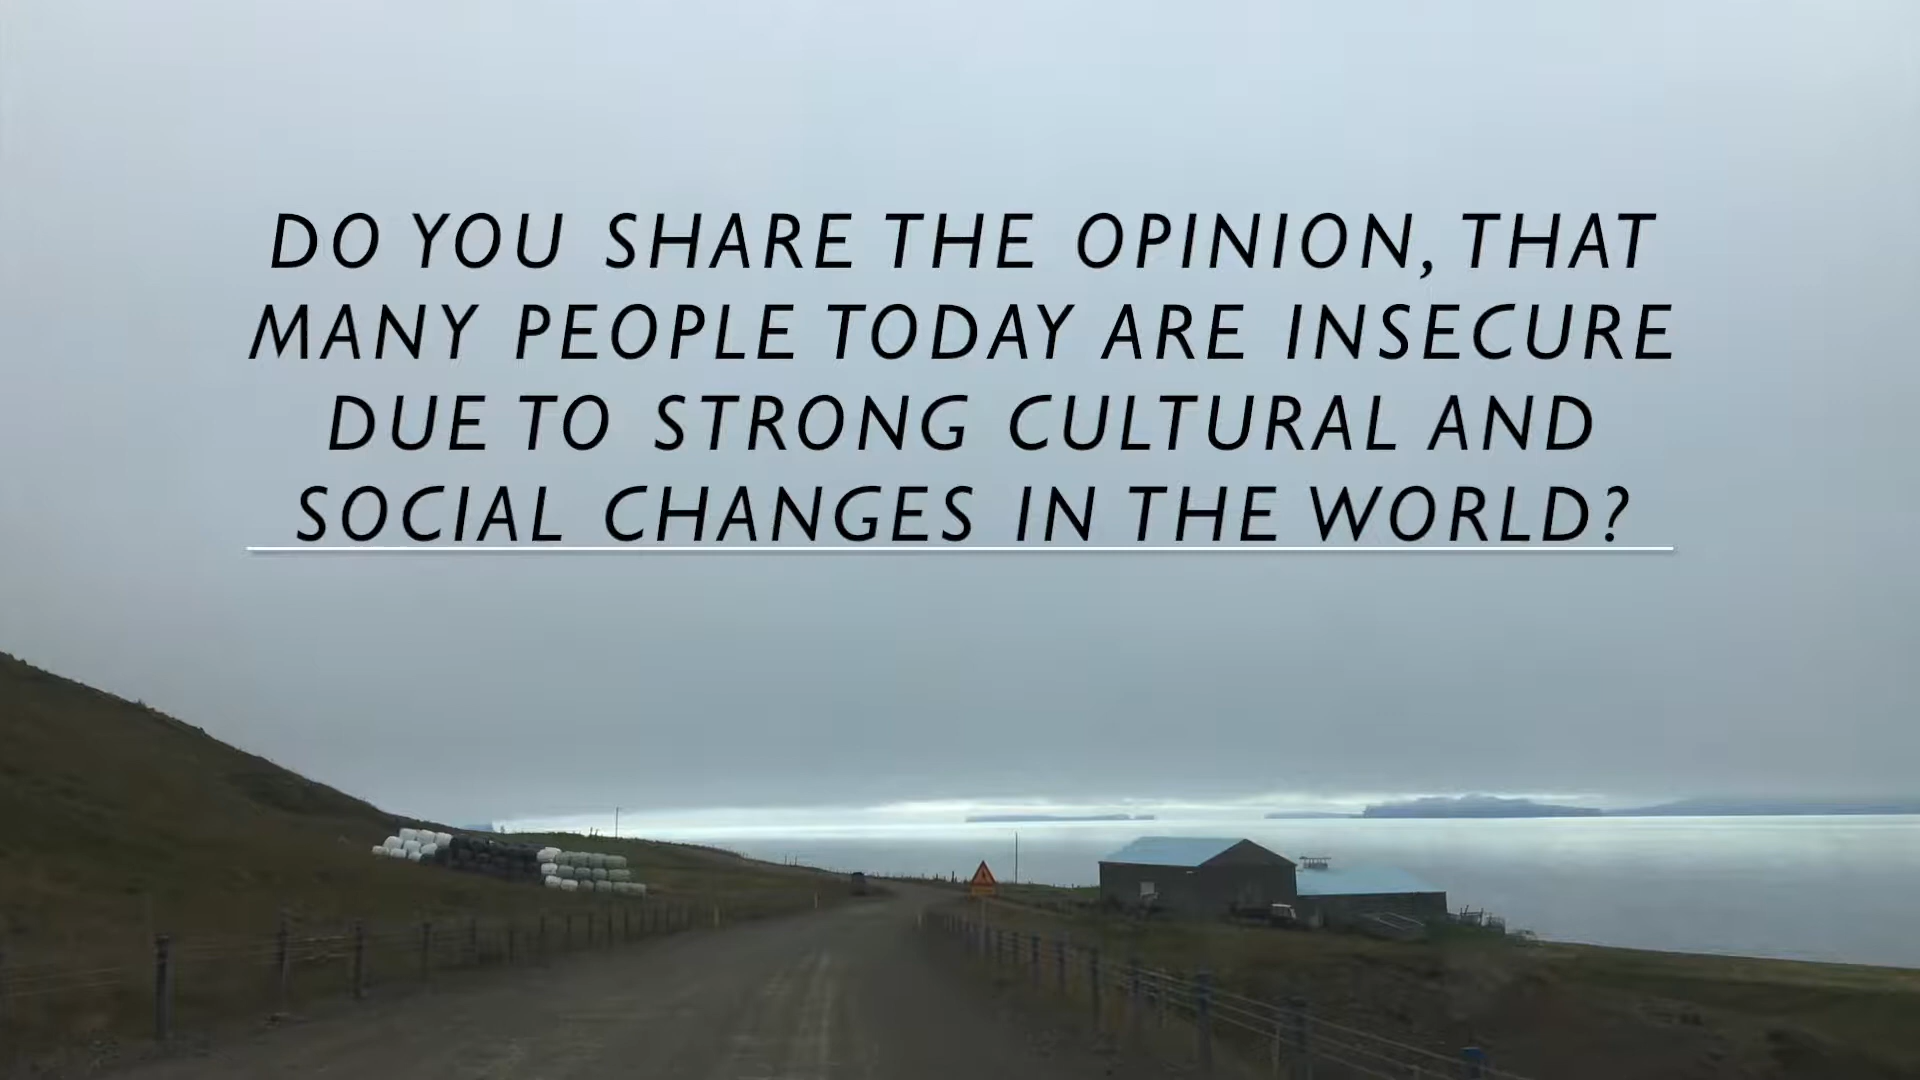 DO YOU SHARE THE OPINION, THAT
MANY PEOPLE TODAY ARE INSECURE
DUE TO STRONG CULTURAL AND
SOCIAL CHANGES IN THE WORLD?